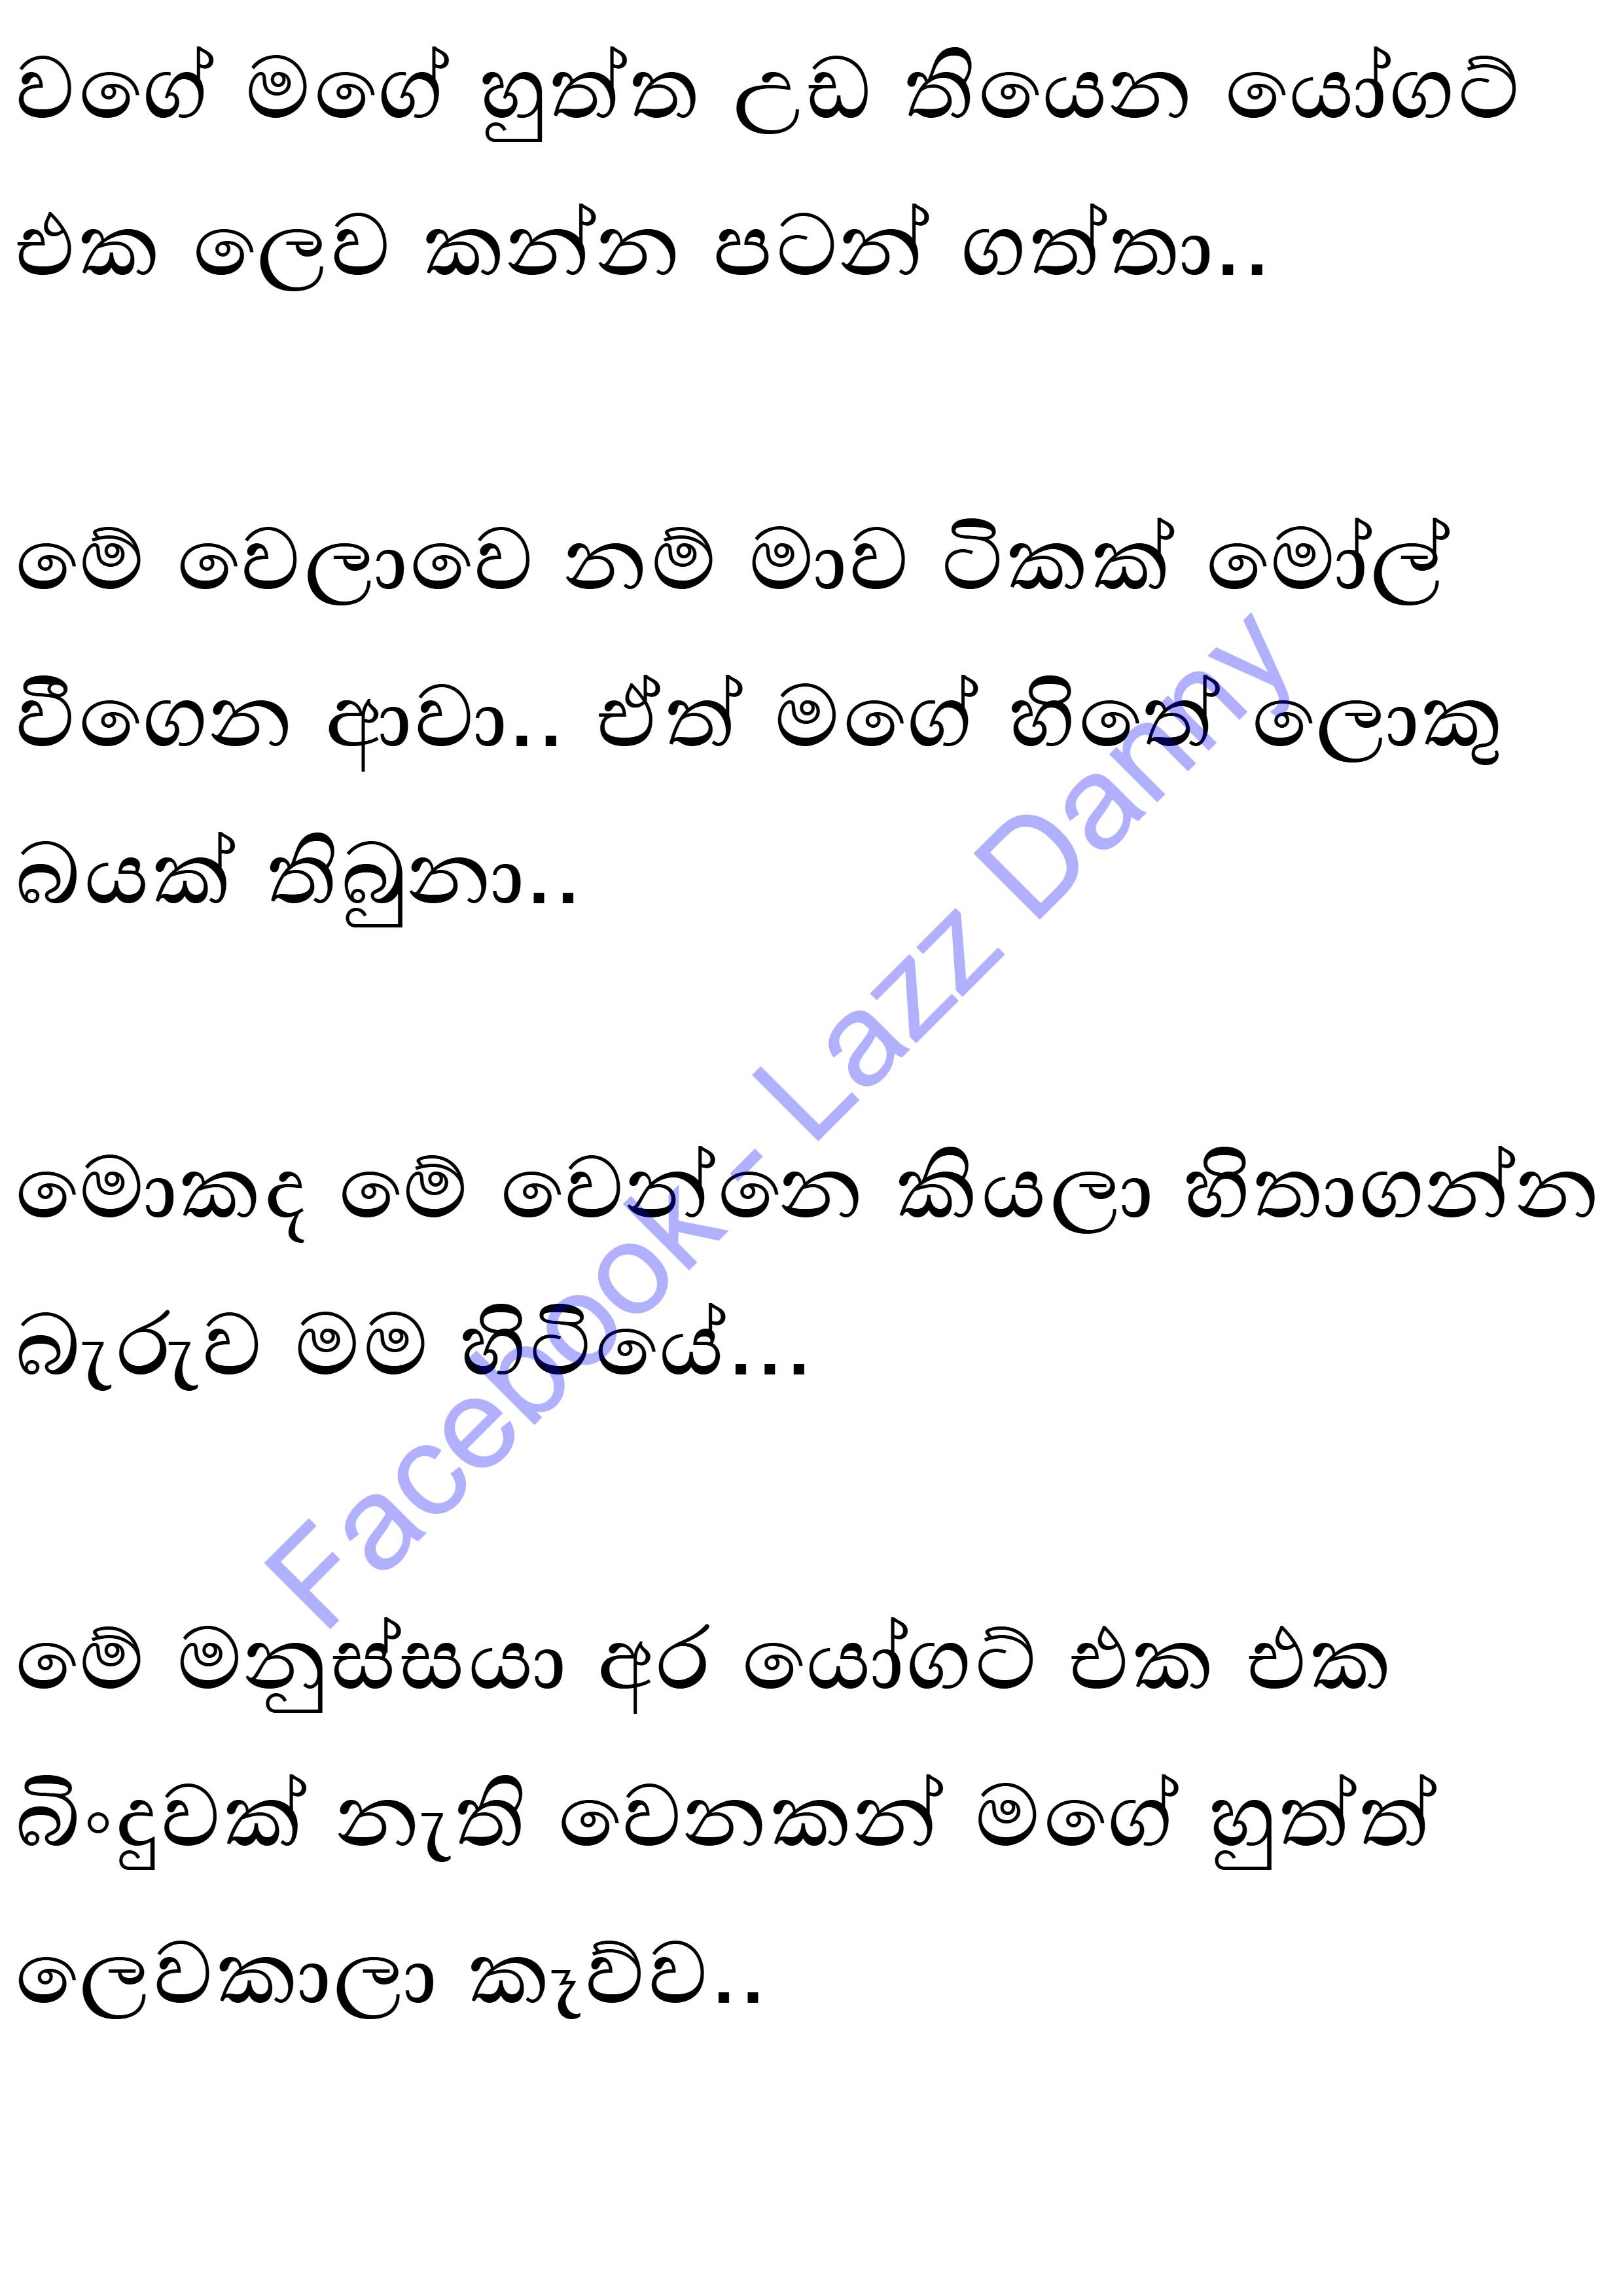 වගේ මගේ හුත්ත උඩ තියෙන යෝගට්
එක ලෙව කන්න පටන් ගත්තා..
මේ වෙලාවෙ නම් මාව ටිකක් මෝල්
වීගෙන ආවා.. ඒත් මගේ හිතේ ලොකු
බයක් තිබුනා..
මොකද මේ වෙන්නෙ කියලා හිතාගන්න
බැරුව මම හිටියේ...
මේ මනුස්සයා අර යෝගට් එක එක
බිංදුවක් නැති වෙනකන් මගේ හුත්ත්
ලෙවකාලා කෑව්ව..
Facebook- Lazz Danny